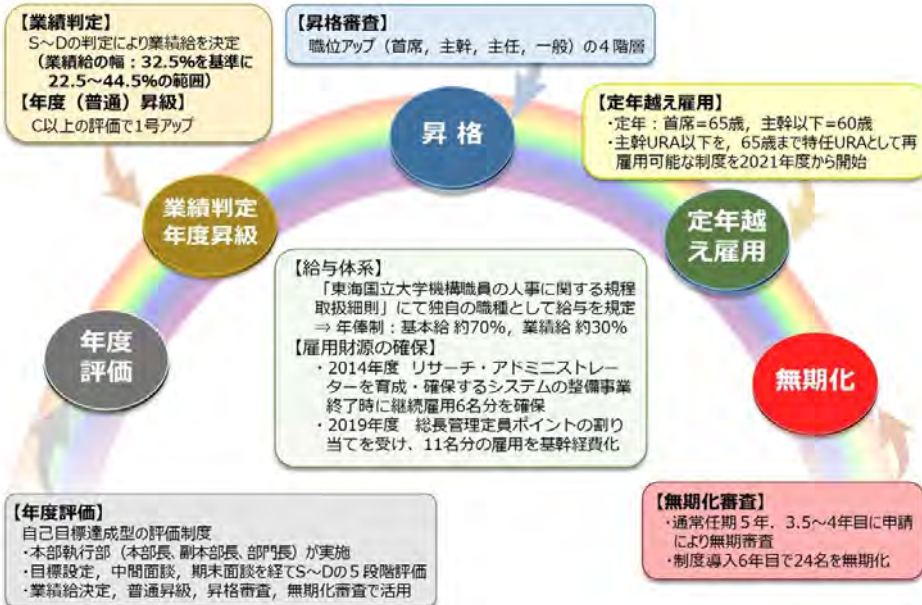 【業績判定】
S~Dの判定により業績給を決定
(業績給の幅:32.5%を基準に
22.5~44.5%の範囲)
【年度(普通)昇級】
C以上の評価で1号アップ
【昇格審査】
職位アップ(首席,主幹,主任,一般)の4階層
【定年越え雇用】
・定年:首席=65歳,主幹以下=60歳
・主幹URA以下を,65歳まで特任URAとして再
雇用可能な制度を2021年度から開始
昇 格
業績判定
年度昇級
定年越
え雇用
年度
評価
無期化
【給与体系】
「東海国立大学機構職員の人事に関する規程
取扱細則」にて独自の職種として給与を規定
⇒ 年俸制:基本給 約70%,業績給 約30%
【雇用財源の確保】
・2014年度 リサーチ・アドミニストレー
ターを育成・確保するシステムの整備事業
終了時に継続雇用6名分を確保
・2019年度 総長管理定員ポイントの割り
当てを受け、11名分の雇用を基幹経費化
【年度評価】
自己目標達成型の評価制度
・本部執行部(本部長、副本部長、部門長)が実施
・目標設定,中間面談,期末面談を経てS~Dの5段階評価
・業績給決定,普通昇級,昇格審査,無期化審査で活用
【無期化審査】
・通常任期5年.3.5~4年目に申請
により無期審査
・制度導入6年目で24名を無期化